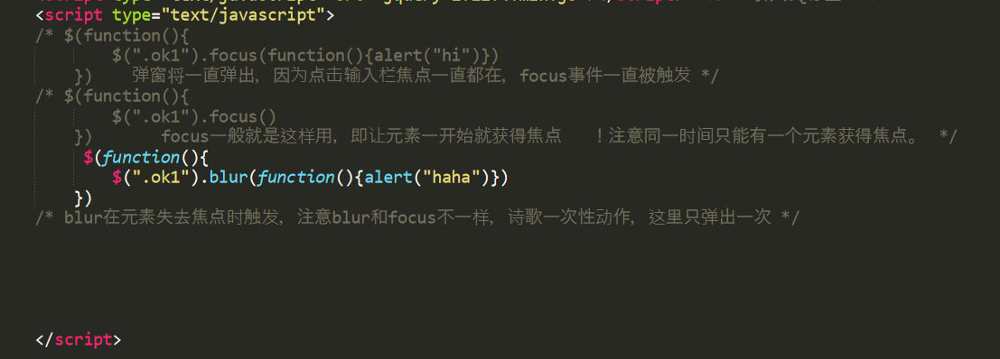 <script type="text/javascript">
/* $(function(){
$(".ok1").focus(function(){alert("hi")})
}) 弹窗将一直弹出, 因为点击输入栏焦点一直都在, focus事件一直被触发 */
/* $(function(){
$(".ok1").focus()
}) focus一般就是这样用, 即让元素一开始就获得焦点 ！注意同一时间只能有一个元素获得焦点。 */
$(function(){
$(".ok1").blur(function(){alert("haha")})
})
/* blur在元素失去焦点时触发, 注意blur和focus不一样, 诗歌一次性动作, 这里只弹出一次 */
</script>